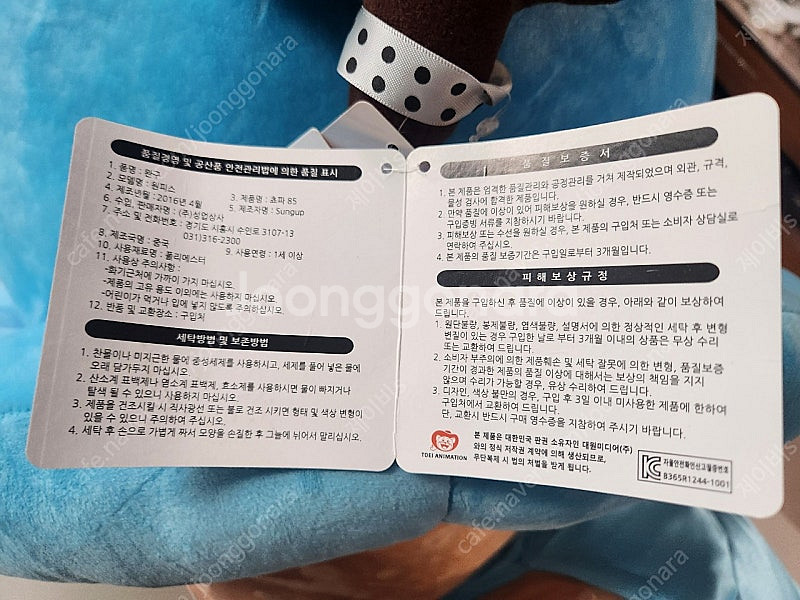 품질경영 및 공산품 안전관리법에 의한 품질 표시
1. 품명 : 완구
2. 모델명 : 원피스
3. 제품명 : 쵸파 85
4. 제조년월 : 2016년 4월
5. 제조자명 : Sungup
6. 수입, 판매자명 : (주)성업상사
7. 주소 및 전화번호 : 경기도 시흥시 수인로 3107-13
031)316-2300
8. 제조국명 : 중국
9. 사용연령 : 1세 이상
10. 사용재료명 : 폴리에스터
11. 사용상 주의사항 :
-화기근처에 가까이 가지 마십시오.
-제품의 고유 용도 이외에는 사용하지 마십시오.
-어린이가 먹거나 입에 넣지 않도록 주의하십시오.
12. 반품 및 교환장소 : 구입처
세탁방법 및 보존방법
1. 찬물이나 미지근한 물에 중성세제를 사용하시고, 세제를 풀어 넣은 물에
오래 담가두지 마십시오.
2. 산소계 표백제나 염소계 표백제, 효소제를 사용하시면 물이 빠지거나
탈색 될 수 있으니 사용하지 마십시오.
3. 제품을 건조시킬 시 직사광선 또는 불로 건조 시키면 형태 및 색상 변형이
있을 수 있으니 주의하여 주십시오.
4. 세탁 후 손으로 가볍게 짜서 모양을 손질한 후 그늘에 뉘어서 말리십시오.
품 질 보 증 서
1. 본 제품은 엄격한 품질관리와 공정관리를 거쳐 제작되었으며 외관, 규격,
물성 검사에 합격한 제품입니다.
2. 만약 품질에 이상이 있어 피해보상을 원하실 경우, 반드시 영수증 또는
구입증빙 서류를 지참하시기 바랍니다.
3. 피해보상 또는 수선을 원하실 경우, 본 제품의 구입처 또는 소비자 상담실로
연락하여 주십시오.
4. 본 제품의 품질 보증기간은 구입일로부터 3개월입니다.
피 해 보 상 규 정
본 제품을 구입하신 후 품질에 이상이 있을 경우, 아래와 같이 보상하여
드립니다.
1. 원단불량, 봉제불량, 염색불량, 설명서에 의한 정상적인 세탁 후 변형
변질이 있는 경우 구입한 날로 부터 3개월 이내의 상품은 무상 수리
또는 교환하여 드립니다.
2. 소비자 부주의에 의한 제품훼손 및 세탁 잘못에 의한 변형, 품질보증
기간이 경과한 제품의 품질 이상에 대해서는 보상의 책임을 지지
않으며 수리가 가능할 경우, 유상 수리하여 드립니다.
3. 디자인, 색상 불만의 경우, 구입 후 3일 이내 미사용한 제품에 한하여
구입처에서 교환하여 드립니다.
단, 교환시 반드시 구매 영수증을 지참하여 주시기 바랍니다.
TOEI ANIMATION
본 제품은 대한민국 판권 소유자인 대원미디어(주)
와의 정식 저작권 계약에 의해 생산되므로,
무단복제 시 법의 처벌을 받게 됩니다.
자율안전확인신고필증번호
B365R1244-1001
joonggonara